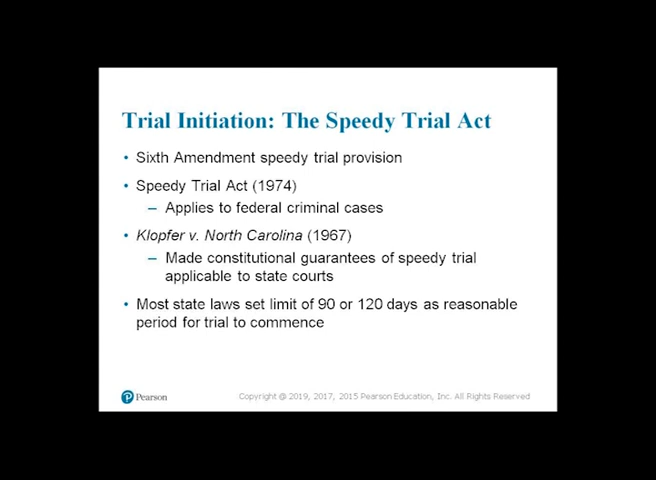 Trial Initiation: The Speedy Trial Act
• Sixth Amendment speedy trial provision
• Speedy Trial Act (1974)
– Applies to federal criminal cases
• Klopfer v. North Carolina (1967)
– Made constitutional guarantees of speedy trial
applicable to state courts
• Most state laws set limit of 90 or 120 days as reasonable
period for trial to commence
P Pearson
Copyright @ 2019, 2017, 2015 Pearson Education, Inc. All Rights Reserved